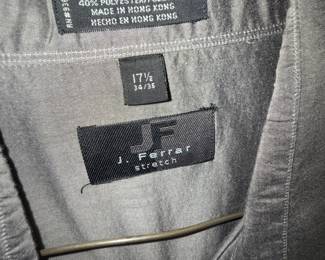 40% POLYESTER
MADE IN HONG KONG
HECHO EN HONG KONG
17½
34/35
JF
J. Ferrar
stretch